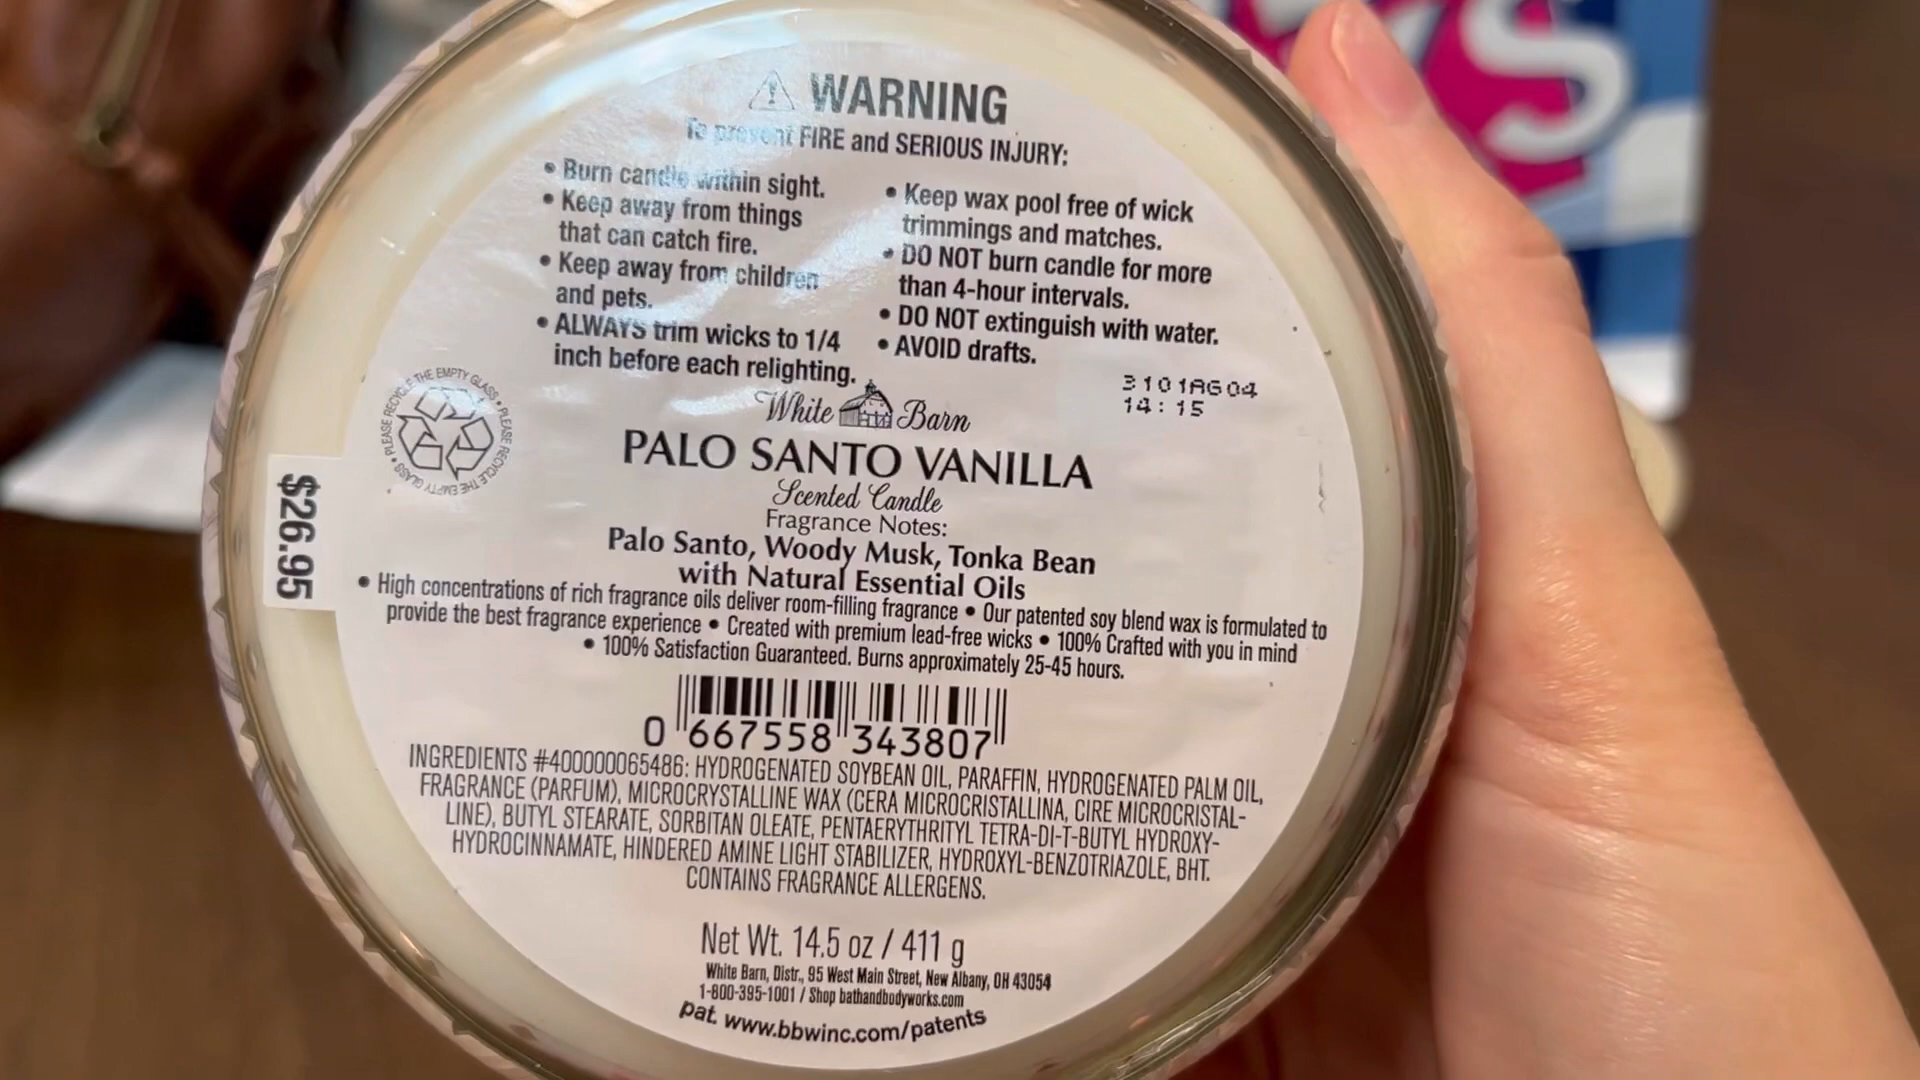 WARNING
To prevent FIRE and SERIOUS INJURY:
• Burn candle within sight.
• Keep away from things
that can catch fire.
• Keep away from children
and pets.
• ALWAYS trim wicks to 1/4
inch before each relighting.
• Keep wax pool free of wick
trimmings and matches.
• DO NOT burn candle for more
than 4-hour intervals.
• DO NOT extinguish with water.
• AVOID drafts.
3101AG04
14:15
• PLEASE RECYCLE THE EMPTY GLASS • PLEASE RECYCLE THE EMPTY GLASS
White Barn
PALO SANTO VANILLA
Scented Candle
Fragrance Notes:
Palo Santo, Woody Musk, Tonka Bean
with Natural Essential Oils
$26.95
• High concentrations of rich fragrance oils deliver room-filling fragrance • Our patented soy blend wax is formulated to
provide the best fragrance experience • Created with premium lead-free wicks • 100% Crafted with you in mind
• 100% Satisfaction Guaranteed. Burns approximately 25-45 hours.
0 667558 343807
INGREDIENTS #400000065486: HYDROGENATED SOYBEAN OIL, PARAFFIN, HYDROGENATED PALM OIL,
FRAGRANCE (PARFUM), MICROCRYSTALLINE WAX (CERA MICROCRISTALLINA, CIRE MICROCRISTAL-
LINE), BUTYL STEARATE, SORBITAN OLEATE, PENTAERYTHRITYL TETRA-DI-T-BUTYL HYDROXY-
HYDROCINNAMATE, HINDERED AMINE LIGHT STABILIZER, HYDROXYL-BENZOTRIAZOLE, BHT.
CONTAINS FRAGRANCE ALLERGENS.
Net Wt. 14.5 oz / 411 g
White Barn, Distr., 95 West Main Street, New Albany, OH 43054
1-800-395-1001 / Shop bathandbodyworks.com
pat. www.bbwinc.com/patents